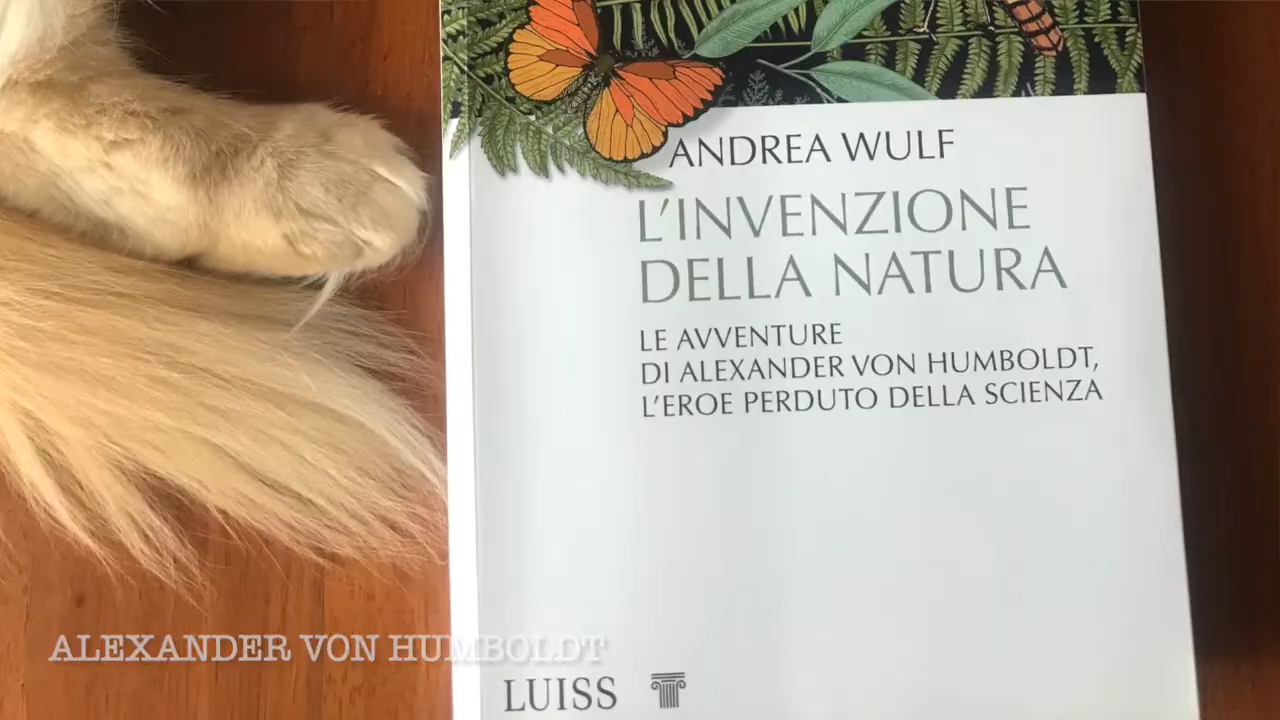 ANDREA WULF
L'INVENZIONE
DELLA NATURA
LE AVVENTURE
DI ALEXANDER VON HUMBOLDT,
L'EROE PERDUTO DELLA SCIENZA
ALEXANDER VON HUMBOLDT
LUISS